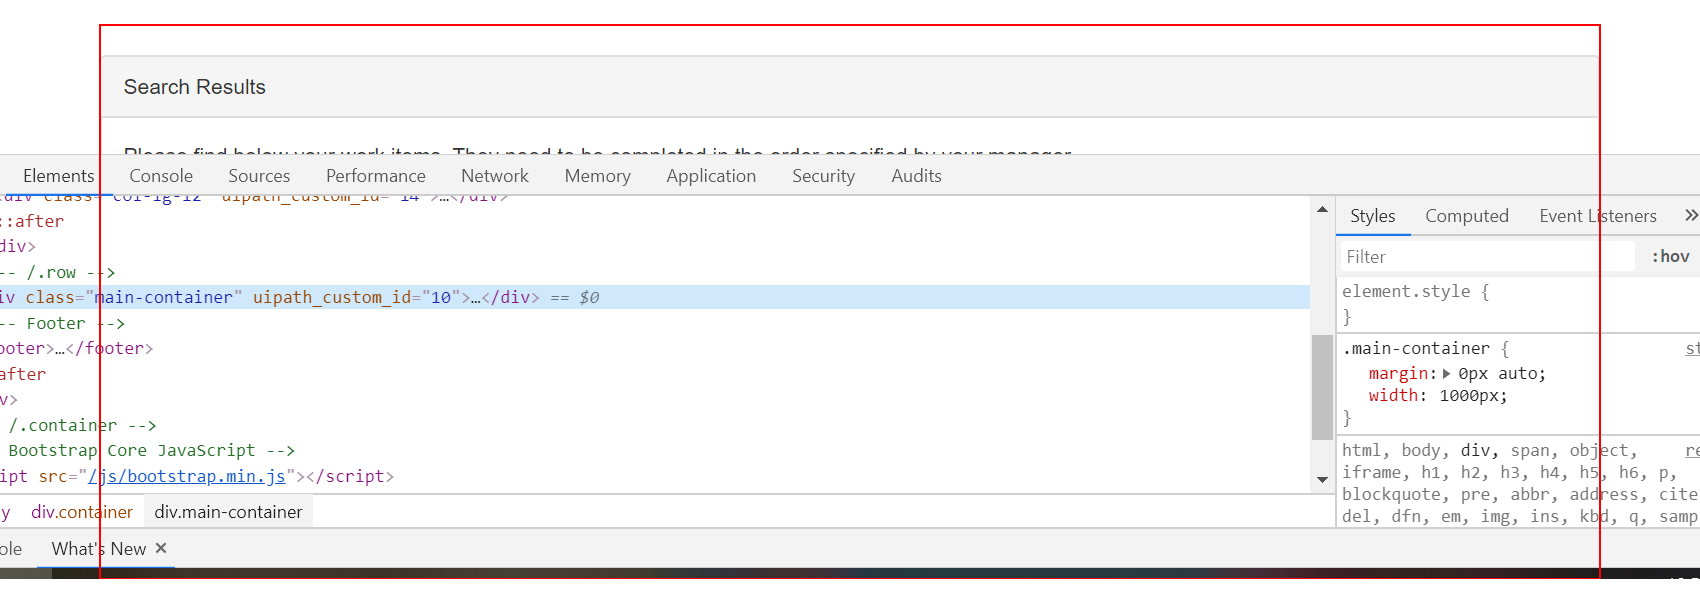 Search Results
Please find below your work items. They need to be completed in the order specified by your manager
Elements Console Sources Performance Network Memory Application Security Audits
<div class="col-lg-12" uipath_custom_id="14">…</div>
::after
div>
-- /.row -->
iv class="main-container" uipath_custom_id="10">…</div> == $0
-- Footer -->
ooter>…</footer>
after
v>
/.container -->
Bootstrap Core JavaScript -->
ipt src="/js/bootstrap.min.js"></script>
y div.container div.main-container
ole What's New ✕
Styles Computed Event Listeners »
Filter :hov
element.style {
}
.main-container { st
margin: 0px auto;
width: 1000px;
}
html, body, div, span, object, re
iframe, h1, h2, h3, h4, h5, h6, p,
blockquote, pre, abbr, address, cite
del, dfn, em, img, ins, kbd, q, samp